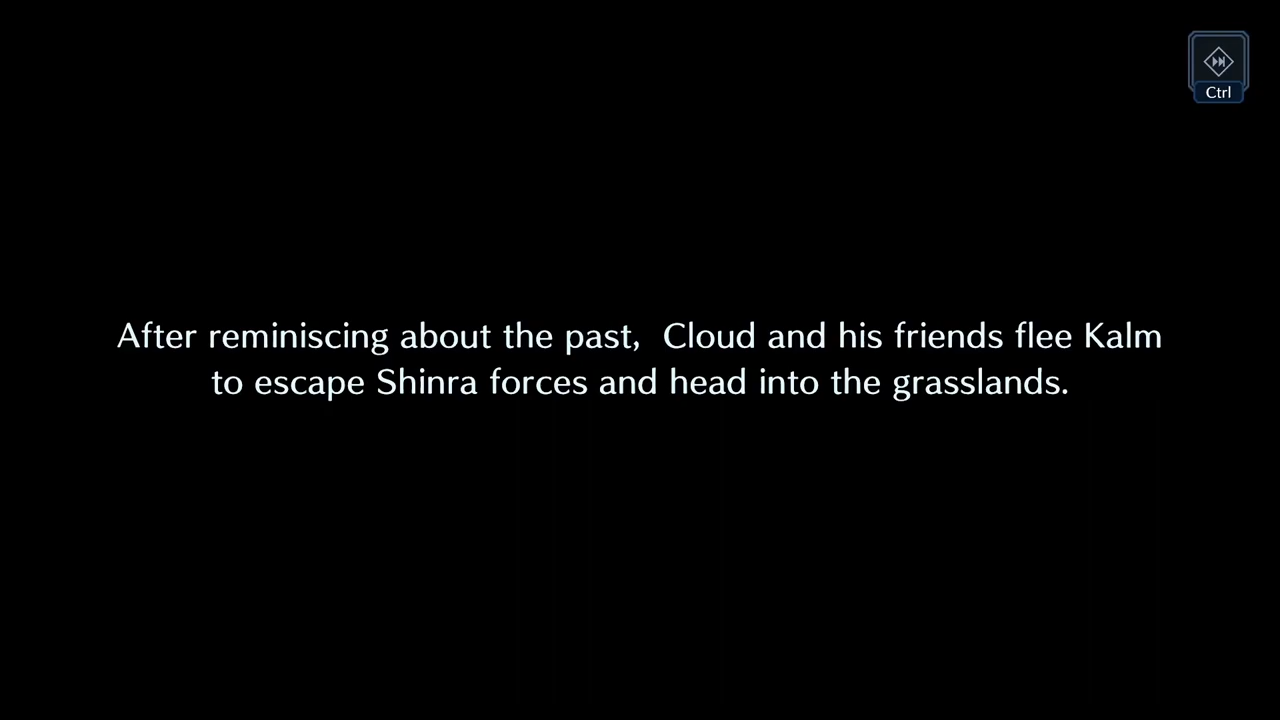 Ctrl
After reminiscing about the past,  Cloud and his friends flee Kalm
to escape Shinra forces and head into the grasslands.